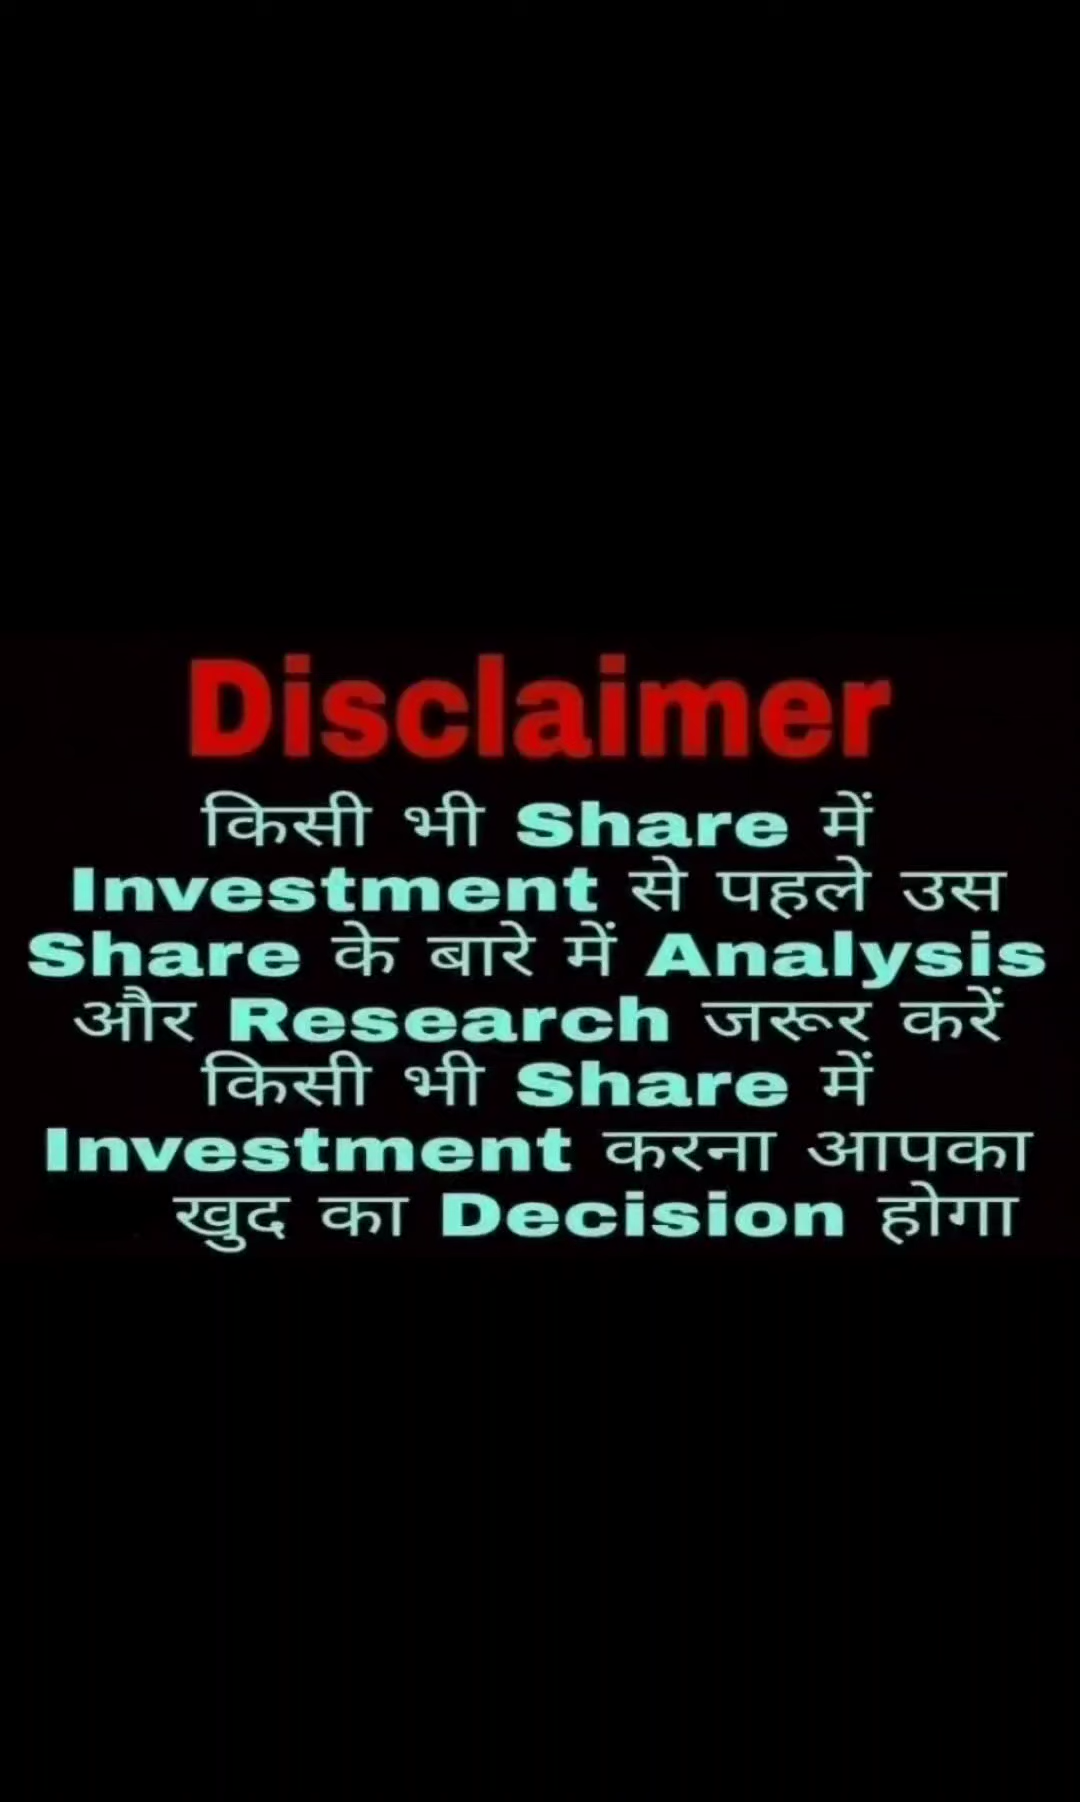 Disclaimer
किसी भी Share में
Investment से पहले उस
Share के बारे में Analysis
और Research जरूर करें
किसी भी Share में
Investment करना आपका
खुद का Decision होगा